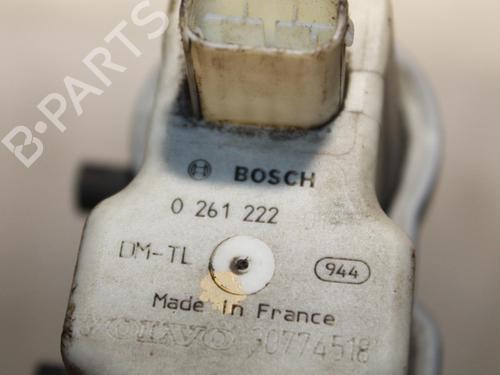 B-PARTS
BOSCH
0 261 222
DM-TL
944
Made in France
VOLVO 30774518